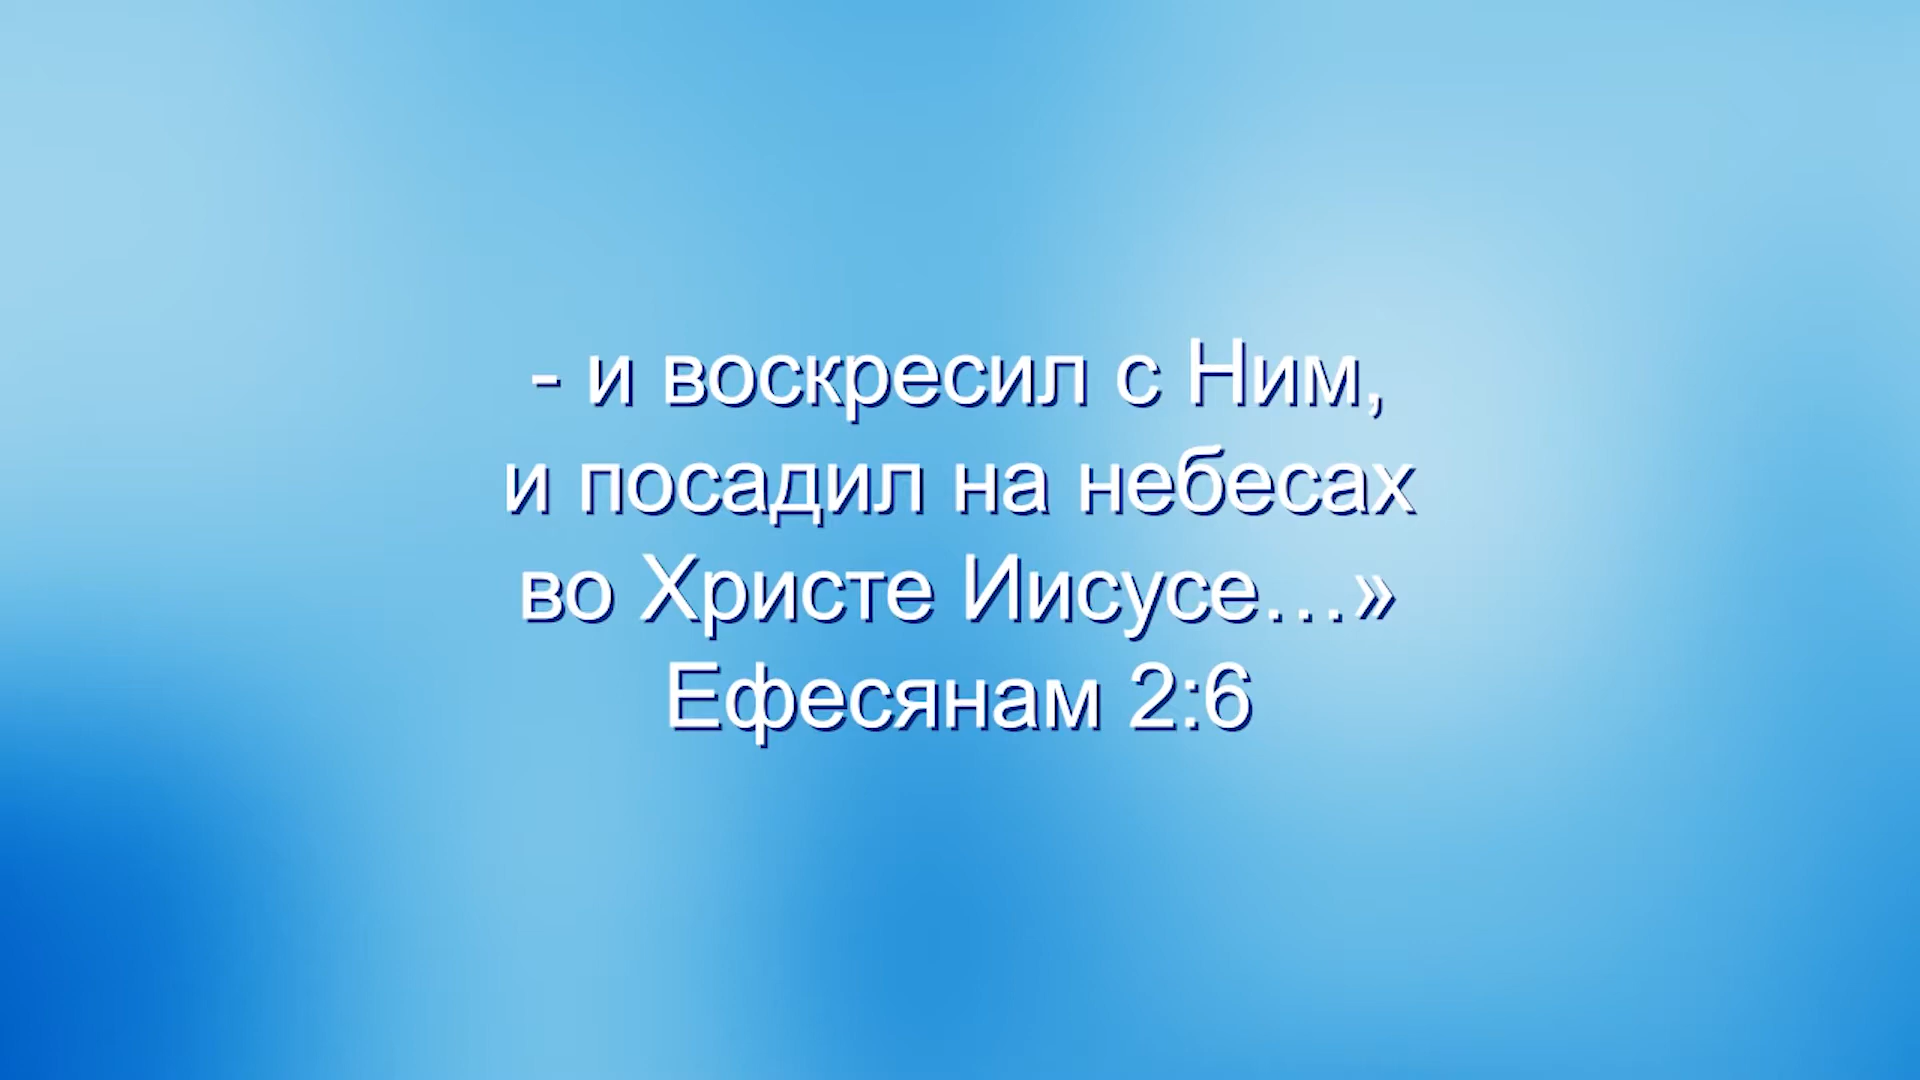 - и воскресил с Ним,
и посадил на небесах
во Христе Иисусе...»
Ефесянам 2:6